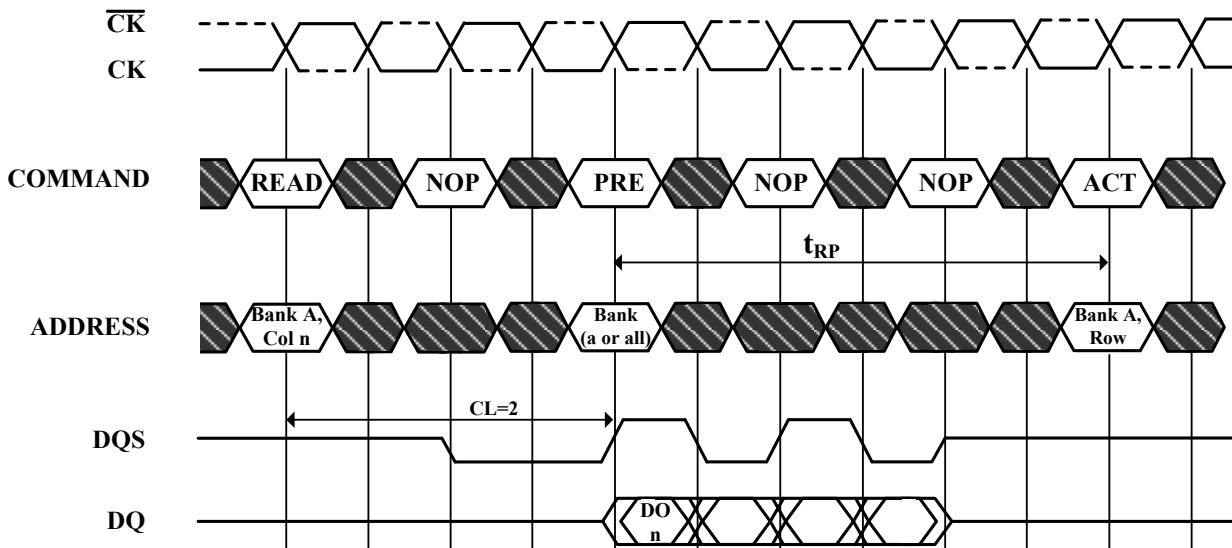 CK
CK
COMMAND
READ NOP PRE NOP NOP ACT
tRP
ADDRESS
Bank A,
Col n
Bank
(a or all)
Bank A,
Row
CL=2
DQS
DQ
DO
n